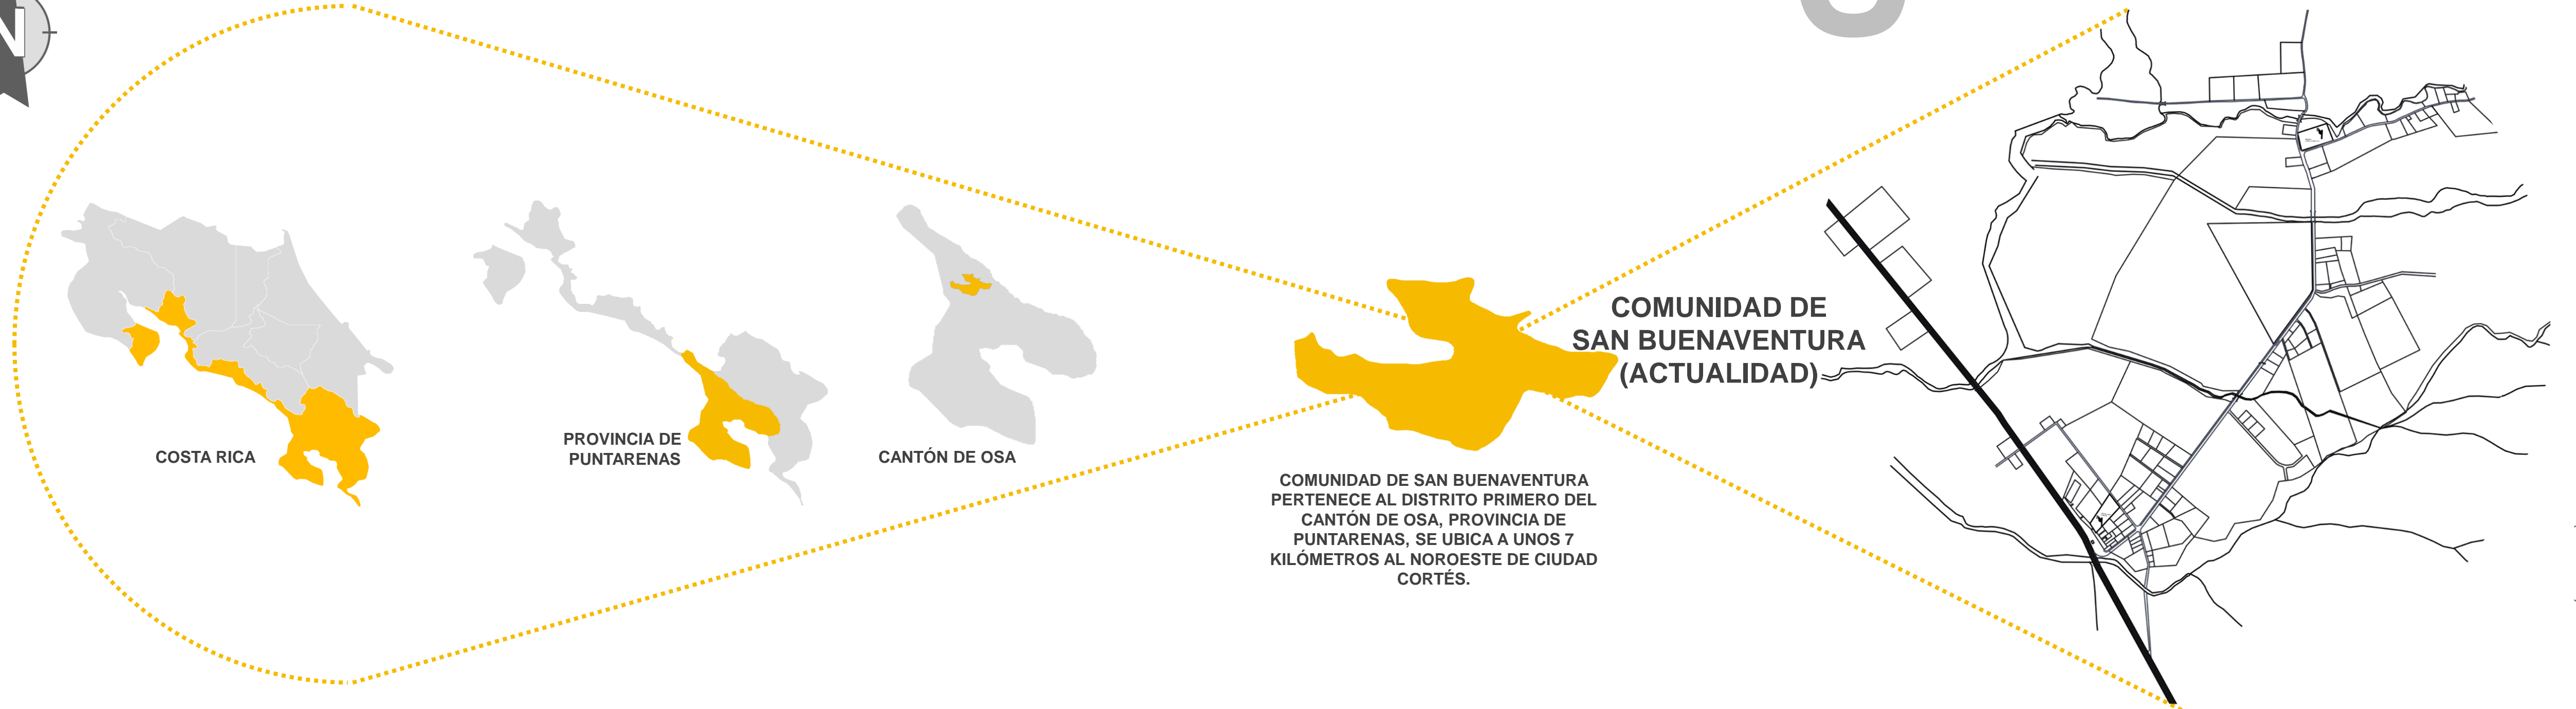 N
COSTA RICA
PROVINCIA DE
PUNTARENAS
CANTÓN DE OSA
COMUNIDAD DE
SAN BUENAVENTURA
(ACTUALIDAD)
COMUNIDAD DE SAN BUENAVENTURA
PERTENECE AL DISTRITO PRIMERO DEL
CANTÓN DE OSA, PROVINCIA DE
PUNTARENAS, SE UBICA A UNOS 7
KILÓMETROS AL NOROESTE DE CIUDAD
CORTÉS.